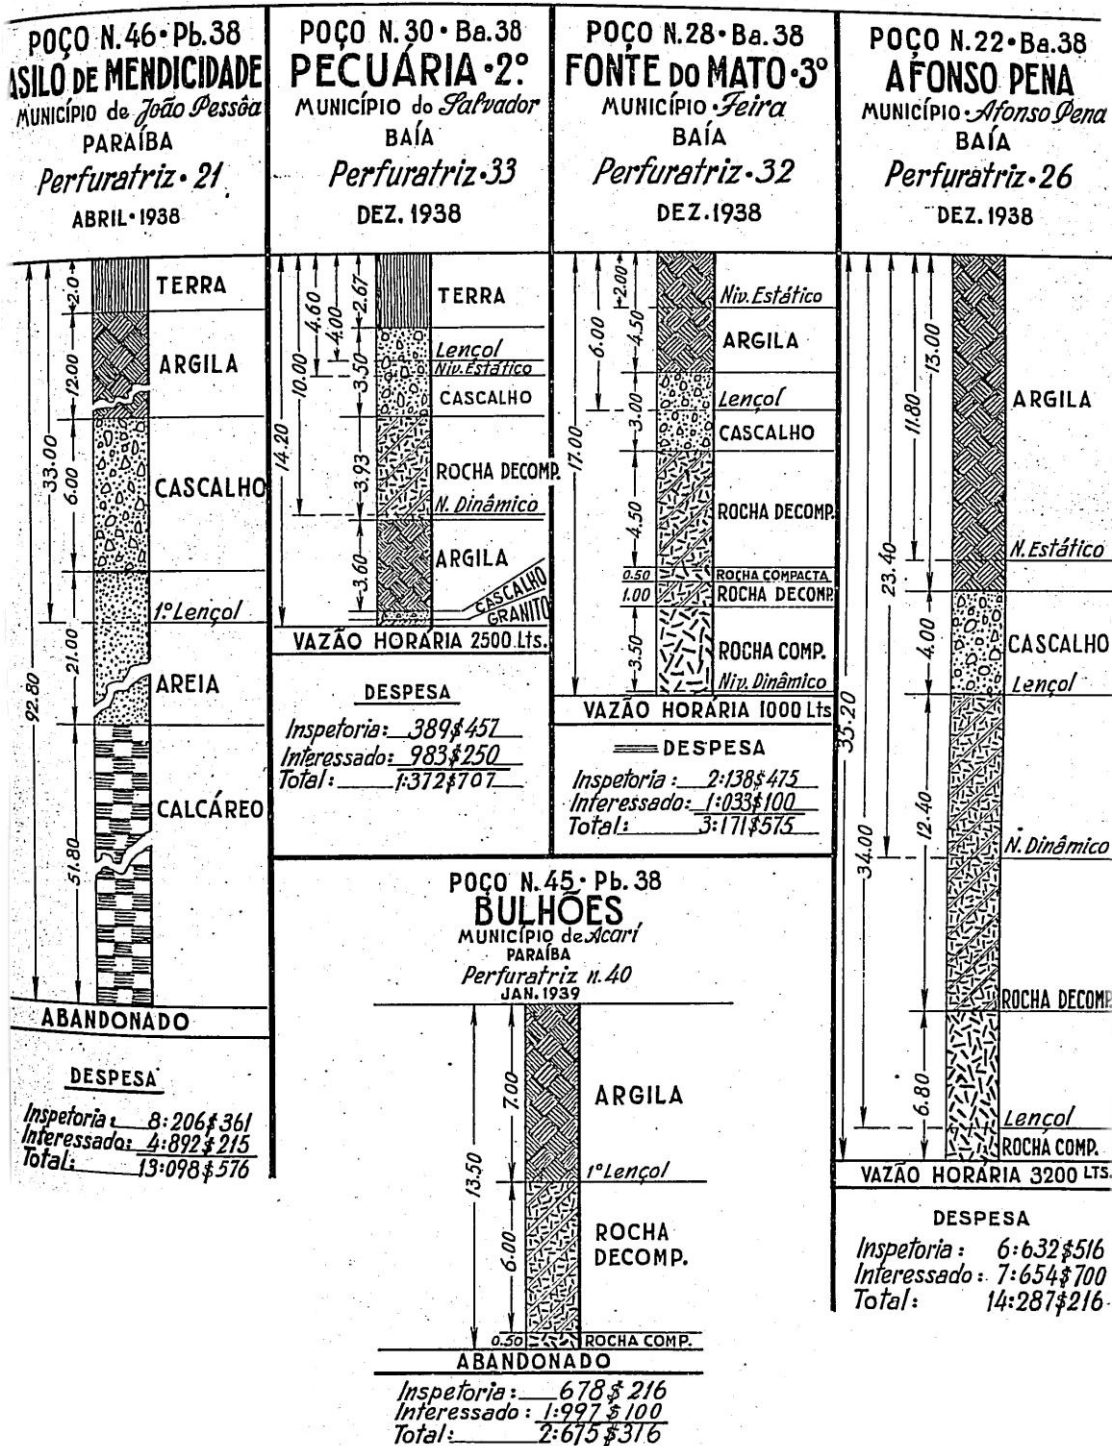 POÇO N.46•Pb.38
ASILO DE MENDICIDADE
MUNICÍPIO de João Pessôa
PARAÍBA
Perfuratriz•21
ABRIL•1938
92.80
33.00
2.0
12.00
6.00
21.00
51.80
TERRA
ARGILA
CASCALHO
1º Lençol
AREIA
CALCÁREO
ABANDONADO
DESPESA
Inspetoria: 8:206$361
Interessado: 4:892$215
Total: 13:098$576
POÇO N.30•Ba.38
PECUÁRIA•2º
MUNICÍPIO do Salvador
BAÍA
Perfuratriz•33
DEZ. 1938
14.20
10.00
4.60
4.00
2.67
3.50
3.93
3.60
TERRA
Lençol
Niv. Estático
CASCALHO
ROCHA DECOMP.
N. Dinâmico
ARGILA
CASCALHO
GRANITO
VAZÃO HORÁRIA 2500 Lts.
DESPESA
Inspetoria: 389$457
Interessado: 983$250
Total: 1:372$707
POÇO N.28•Ba.38
FONTE DO MATO•3º
MUNICÍPIO•Feira
BAÍA
Perfuratriz•32
DEZ.1938
17.00
6.00
2.00
4.50
3.00
4.50
0.50
1.00
3.50
Niv. Estático
ARGILA
Lençol
CASCALHO
ROCHA DECOMP.
ROCHA COMPACTA
ROCHA DECOMP.
ROCHA COMP.
Niv. Dinâmico
VAZÃO HORÁRIA 1000 Lts
DESPESA
Inspetoria: 2:138$475
Interessado: 1:033$100
Total: 3:171$575
POÇO N.22•Ba.38
AFONSO PENA
MUNICÍPIO•Afonso Pena
BAÍA
Perfuratriz•26
DEZ. 1938
35.20
34.00
23.40
11.80
13.00
4.00
12.40
6.80
ARGILA
N. Estático
CASCALHO
Lençol
N. Dinâmico
ROCHA DECOMP
Lençol
ROCHA COMP.
VAZÃO HORÁRIA 3200 LTS.
DESPESA
Inspetoria: 6:632$516
Interessado: 7:654$700
Total: 14:287$216
POÇO N.45•Pb.38
BULHÕES
MUNICÍPIO de Acarí
PARAÍBA
Perfuratriz n.40
JAN.1939
13.50
7.00
6.00
0.50
ARGILA
1º Lençol
ROCHA
DECOMP.
ROCHA COMP.
ABANDONADO
Inspetoria: 678$216
Interessado: 1:997$100
Total: 2:675$316